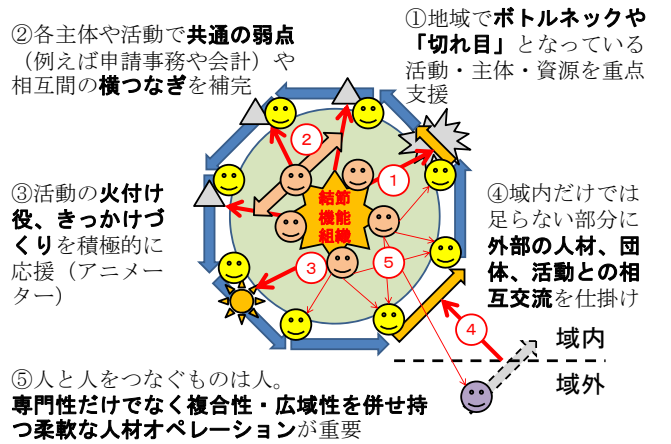 ②各主体や活動で共通の弱点
（例えば申請事務や会計）や
相互間の横つなぎを補完
①地域でボトルネックや
「切れ目」となっている
活動・主体・資源を重点
支援
②
①
③活動の火付け
役、きっかけづ
くりを積極的に
応援（アニメー
ター）
結節
機能
組織
③
⑤
④域内だけでは
足らない部分に
外部の人材、団
体、活動との相
互交流を仕掛け
④
域内
域外
⑤人と人をつなぐものは人。
専門性だけでなく複合性・広域性を併せ持
つ柔軟な人材オペレーションが重要